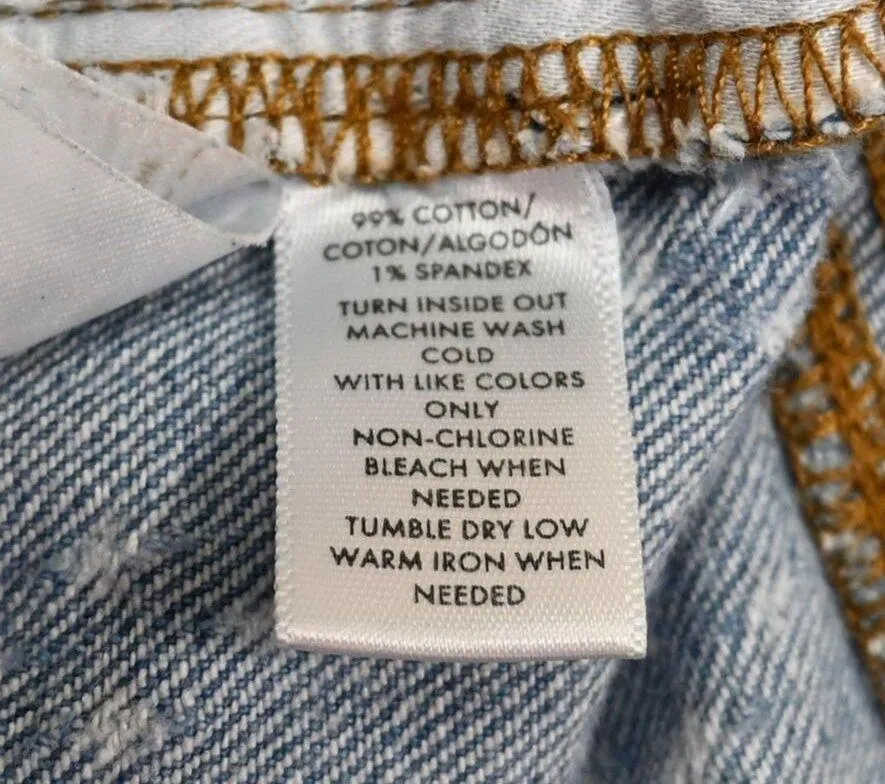 99% COTTON/
COTON/ALGODÓN
1% SPANDEX
TURN INSIDE OUT
MACHINE WASH
COLD
WITH LIKE COLORS
ONLY
NON-CHLORINE
BLEACH WHEN
NEEDED
TUMBLE DRY LOW
WARM IRON WHEN
NEEDED